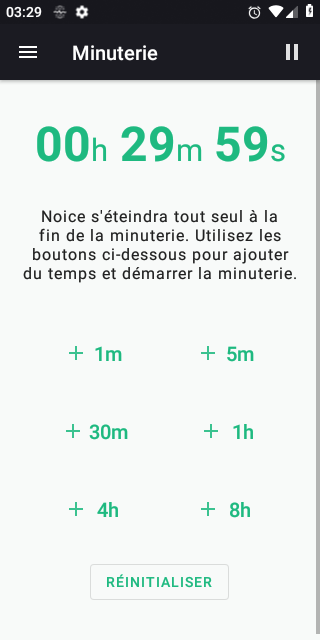 03:29
Minuterie
00h 29m 59s
Noice s'éteindra tout seul à la
fin de la minuterie. Utilisez les
boutons ci-dessous pour ajouter
du temps et démarrer la minuterie.
+ 1m
+ 5m
+ 30m
+ 1h
+ 4h
+ 8h
RÉINITIALISER